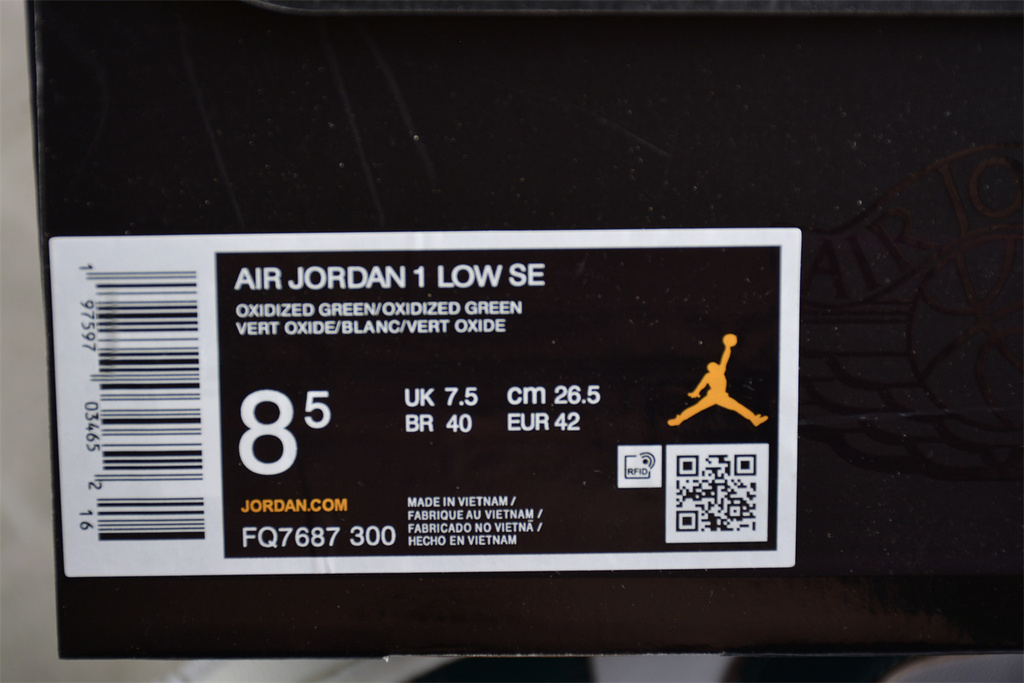 AIR JORDAN 1 LOW SE
OXIDIZED GREEN/OXIDIZED GREEN
VERT OXIDE/BLANC/VERT OXIDE
8 5
UK 7.5 cm 26.5
BR 40 EUR 42
RFID
JORDAN.COM
FQ7687 300
MADE IN VIETNAM /
FABRIQUE AU VIETNAM /
FABRICADO NO VIETNÃ /
HECHO EN VIETNAM
1 97597 03465 2 16
AIR JO